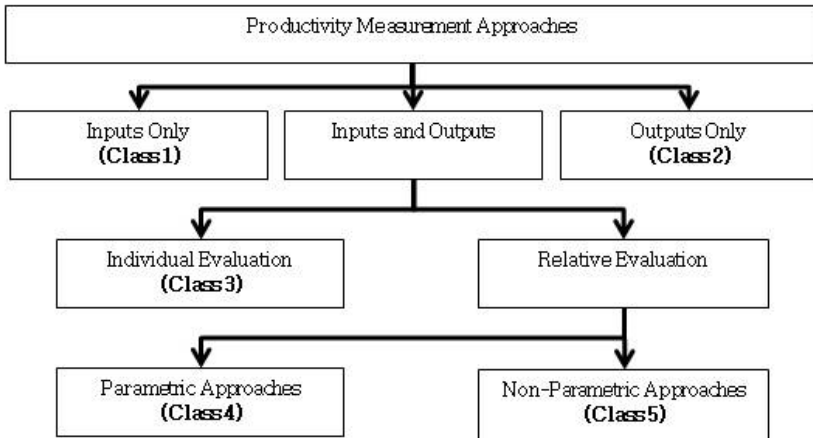 Productivity Measurement Approaches
Inputs Only
(Class1)
Inputs and Outputs
Outputs Only
(Class2)
Individual Evaluation
(Class3)
Relative Evaluation
Parametric Approaches
(Class4)
Non-Parametric Approaches
(Class5)